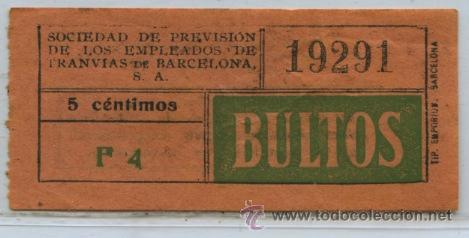 SOCIEDAD DE PREVISIÓN
DE LOS EMPLEADOS DE
TRANVIAS DE BARCELONA,
S. A.
19291
5 céntimos
F 4
BULTOS
TIP. EMPORIUM. BARCELONA
© www.todocoleccion.net